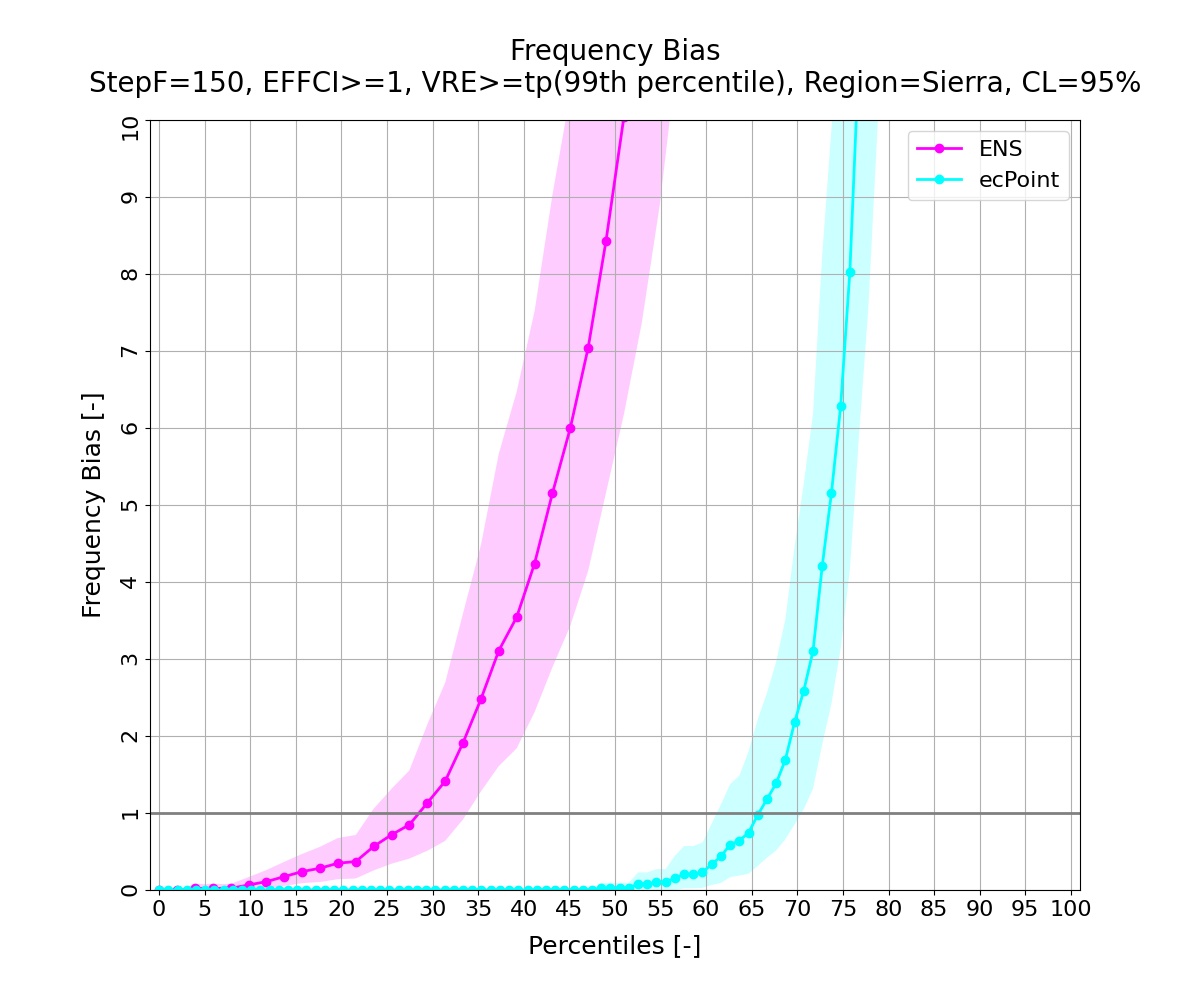 Frequency Bias
StepF=150, EFFCI>=1, VRE>=tp(99th percentile), Region=Sierra, CL=95%
ENS
ecPoint
Frequency Bias [-]
10
9
8
7
6
5
4
3
2
1
0
0 5 10 15 20 25 30 35 40 45 50 55 60 65 70 75 80 85 90 95 100
Percentiles [-]